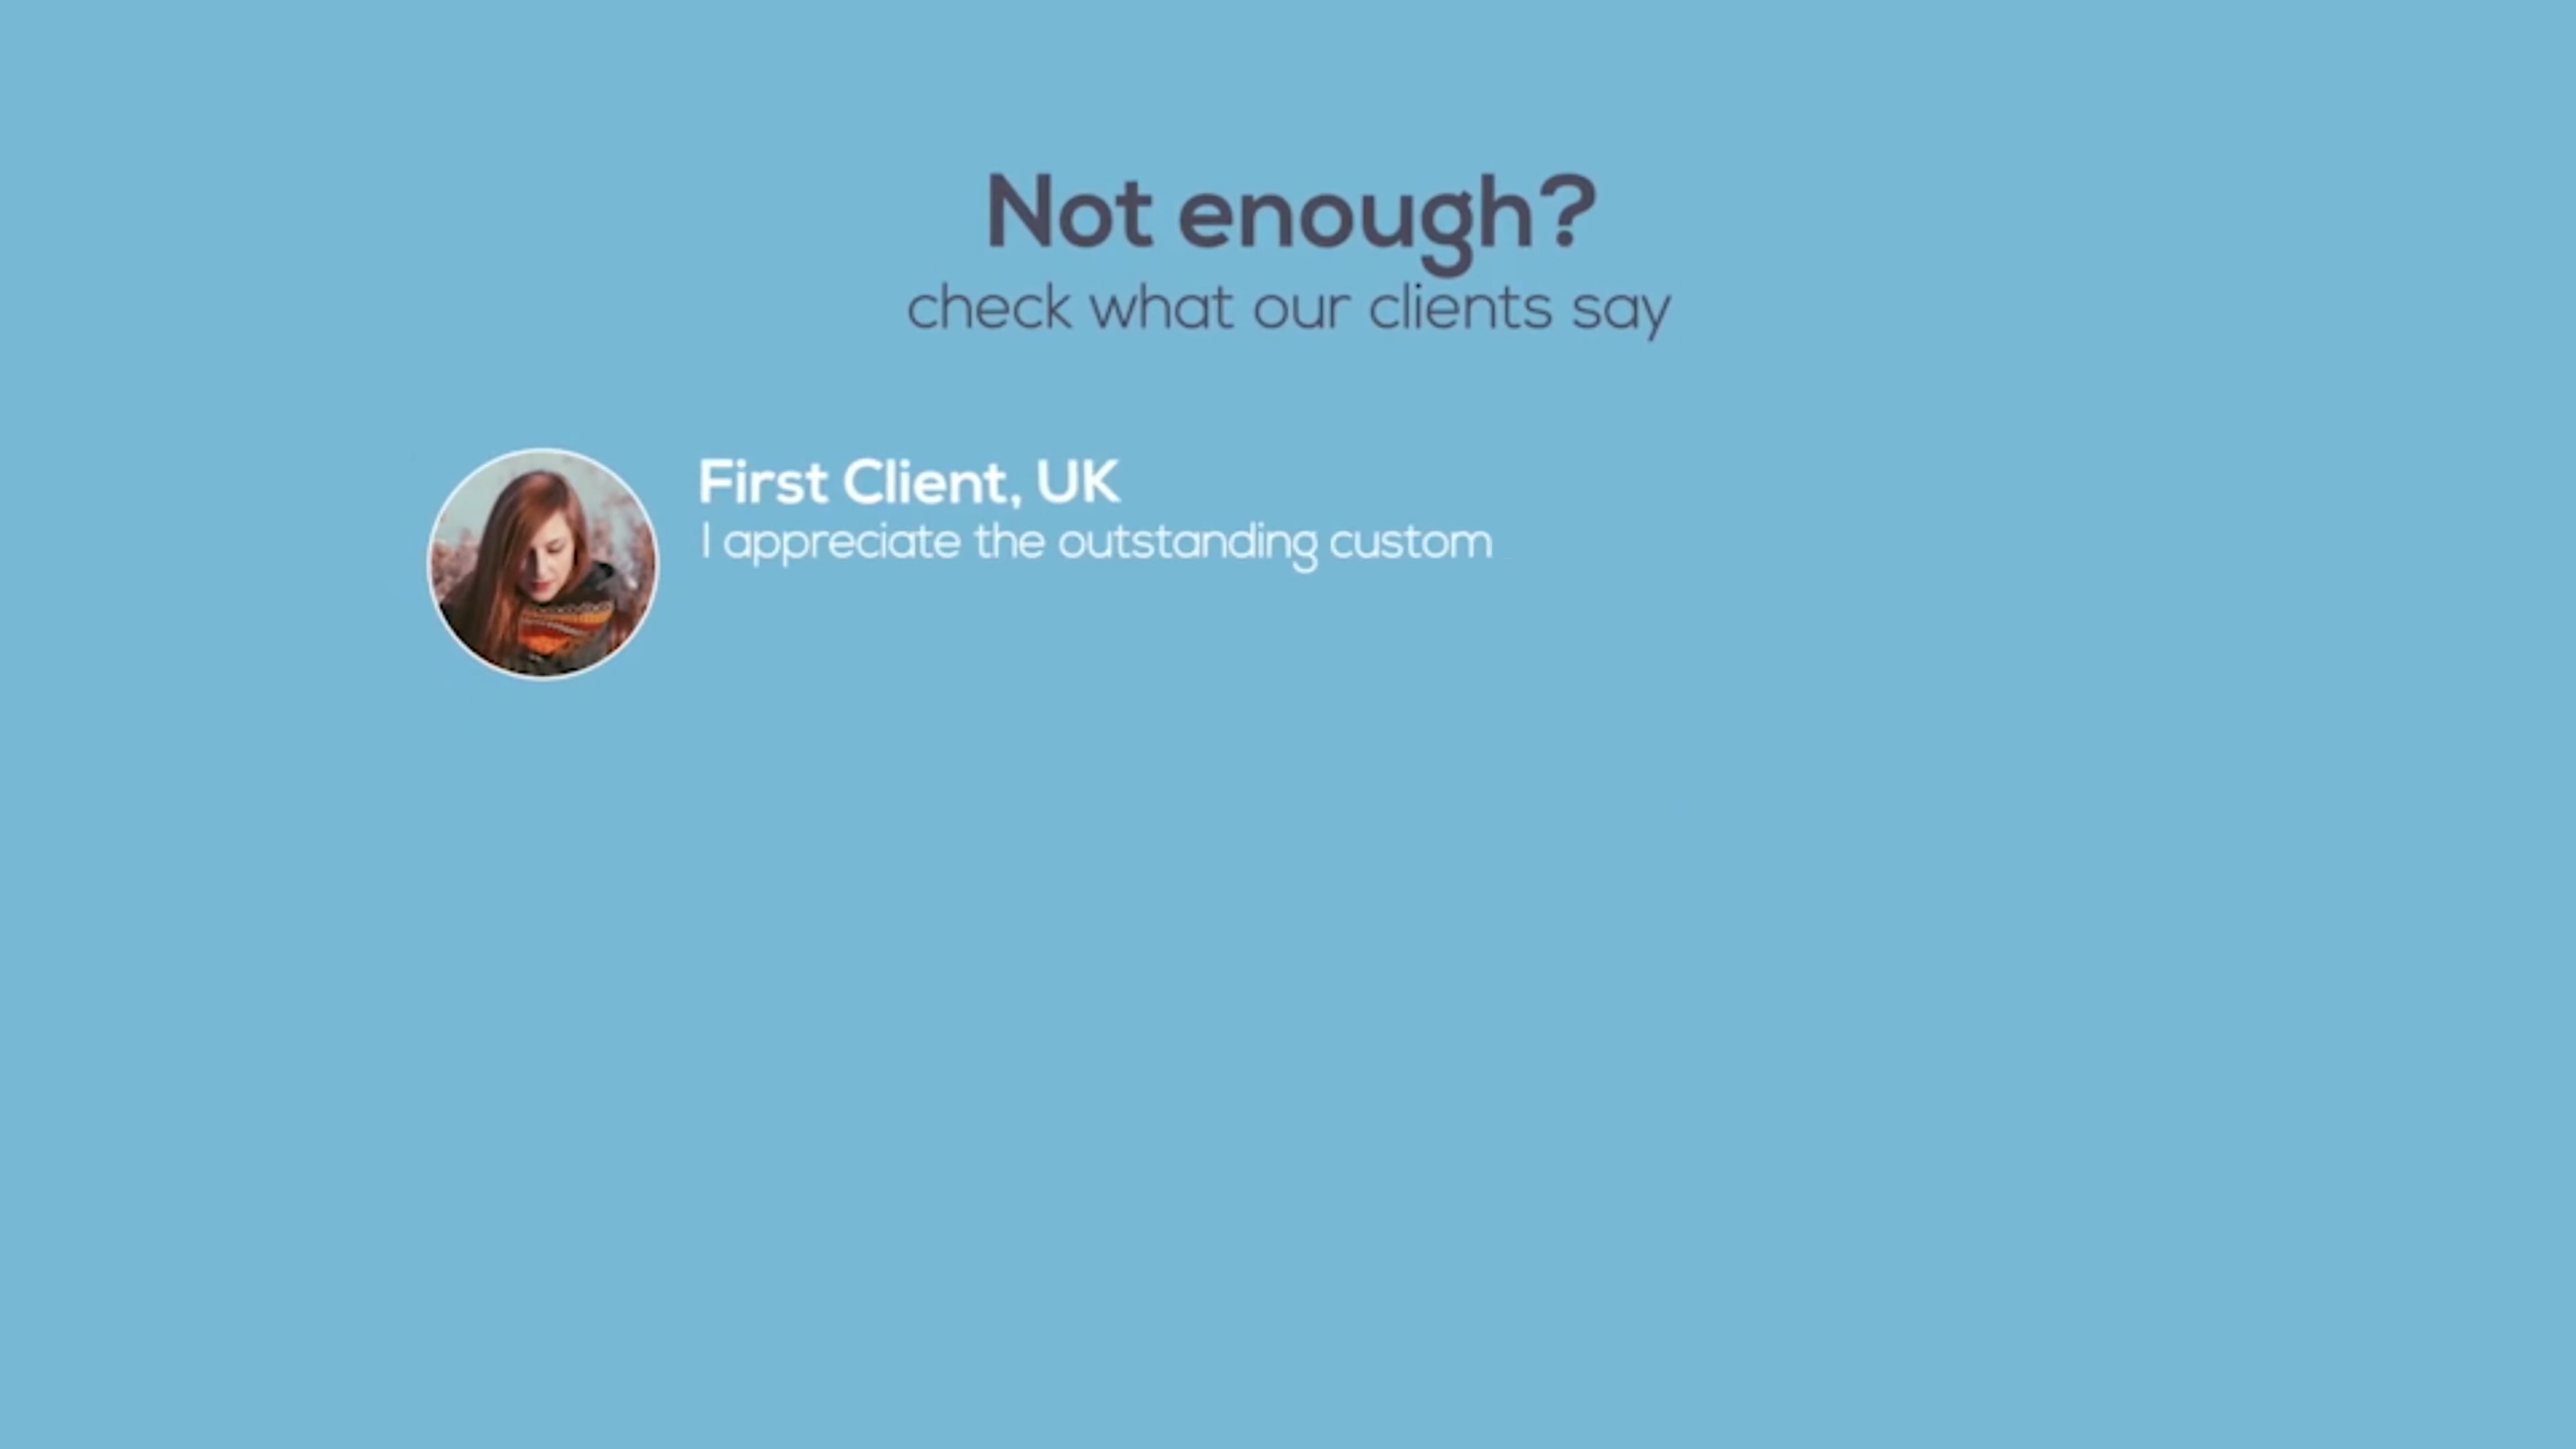 Not enough?
check what our clients say
First Client, UK
I appreciate the outstanding custom